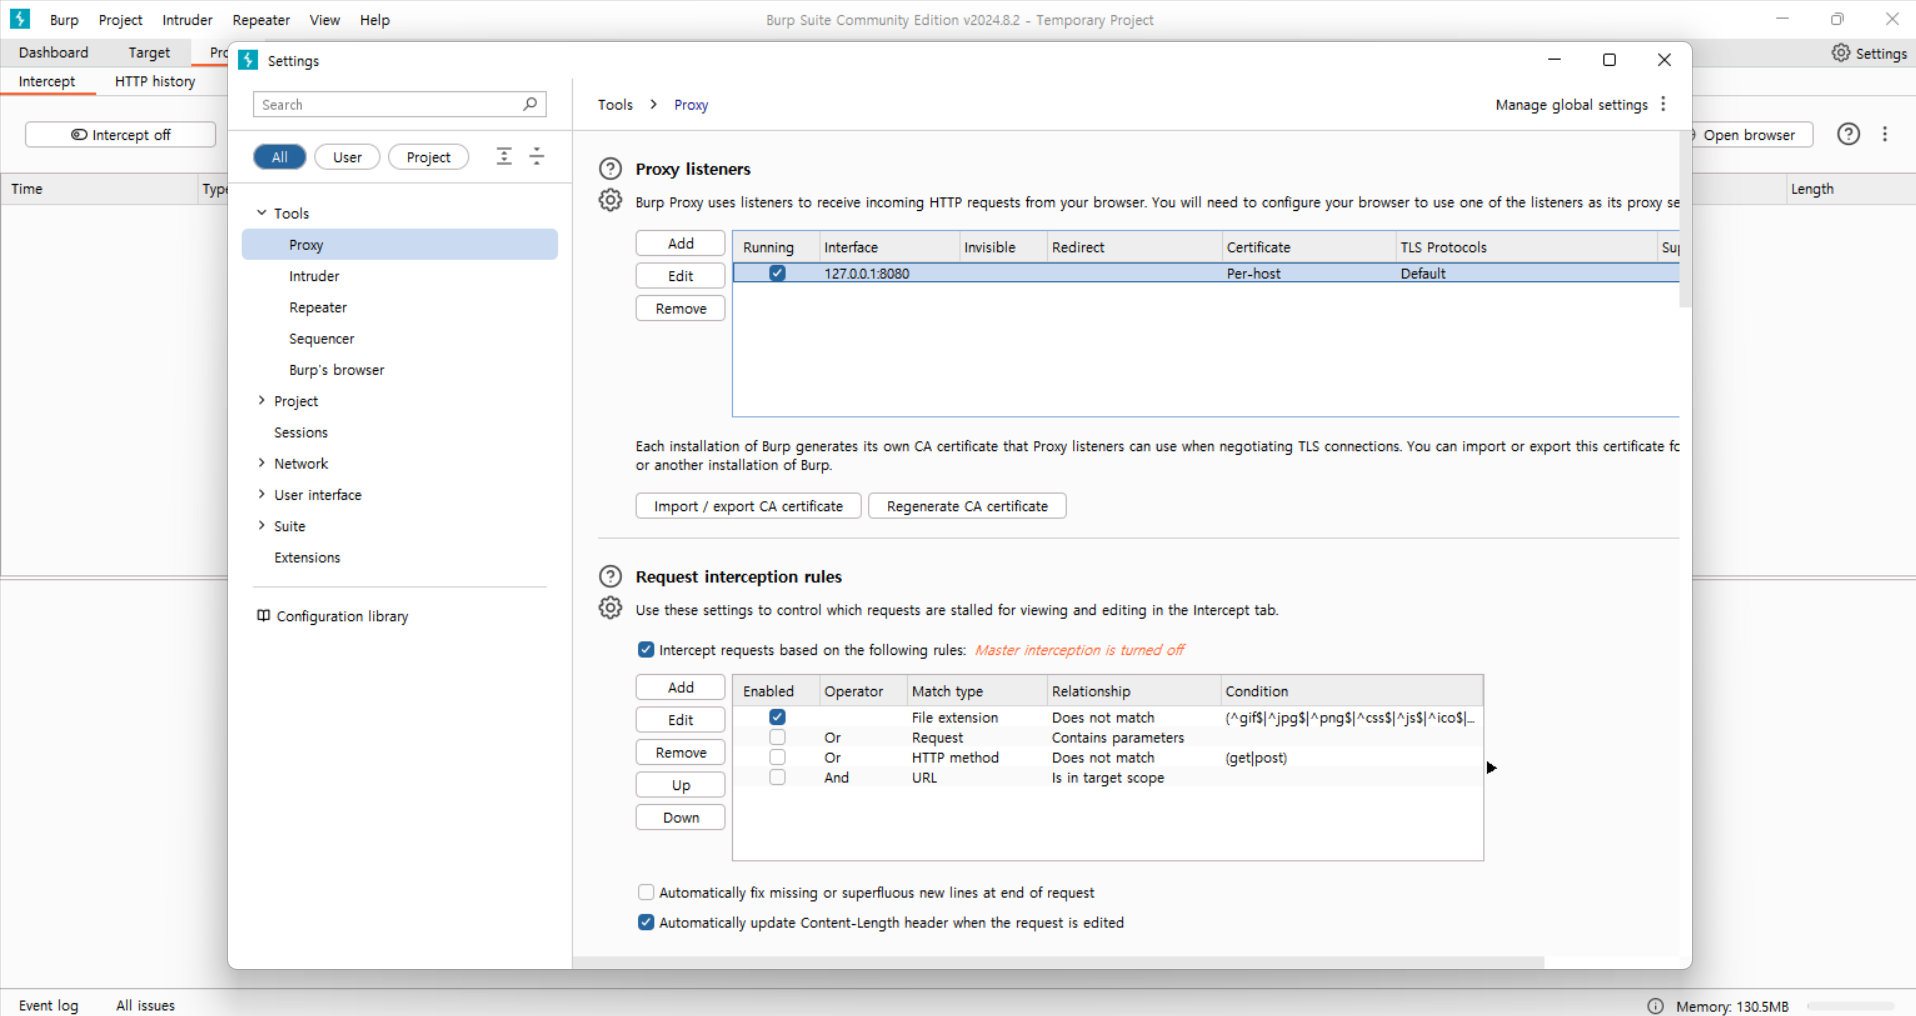 Burp Project Intruder Repeater View Help
Burp Suite Community Edition v2024.8.2 - Temporary Project
Dashboard Target
Settings
Settings
Intercept HTTP history
Search
Tools > Proxy
Manage global settings
Intercept off
Open browser
All User Project
Time
Length
Proxy listeners
Burp Proxy uses listeners to receive incoming HTTP requests from your browser. You will need to configure your browser to use one of the listeners as its proxy
Tools
Proxy
Intruder
Repeater
Sequencer
Burp's browser
Project
Sessions
Network
User interface
Suite
Extensions
Configuration library
Add
Edit
Remove
Running Interface Invisible Redirect Certificate TLS Protocols
127.0.0.1:8080 Per-host Default
Each installation of Burp generates its own CA certificate that Proxy listeners can use when negotiating TLS connections. You can import or export this certificate
or another installation of Burp.
Import / export CA certificate Regenerate CA certificate
Request interception rules
Use these settings to control which requests are stalled for viewing and editing in the Intercept tab.
Intercept requests based on the following rules: Master interception is turned off
Add
Edit
Remove
Up
Down
Enabled Operator Match type Relationship Condition
File extension Does not match (^gif$|^jpg$|^png$|^css$|^js$|^ico$|...
Or Request Contains parameters
Or HTTP method Does not match (get|post)
And URL Is in target scope
Automatically fix missing or superfluous new lines at end of request
Automatically update Content-Length header when the request is edited
Event log All issues
Memory: 130.5MB